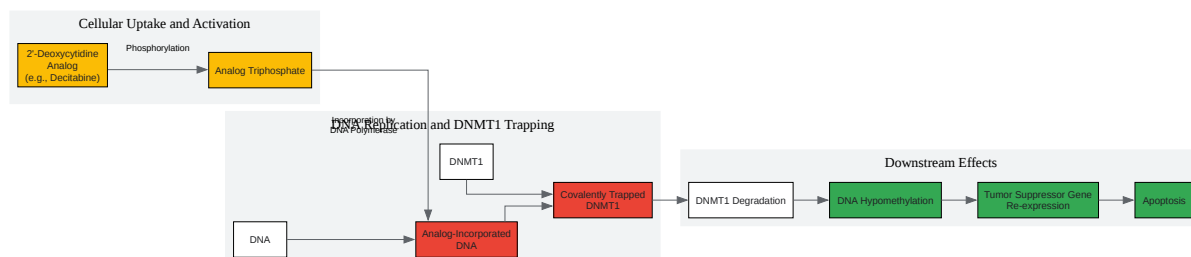 Cellular Uptake and Activation
2'-Deoxycytidine
Analog
(e.g., Decitabine)
Phosphorylation
Analog Triphosphate
Incorporation by
DNA Polymerase
DNA Replication and DNMT1 Trapping
DNMT1
Covalently Trapped
DNMT1
DNA
Analog-Incorporated
DNA
Downstream Effects
DNMT1 Degradation
DNA Hypomethylation
Tumor Suppressor Gene
Re-expression
Apoptosis